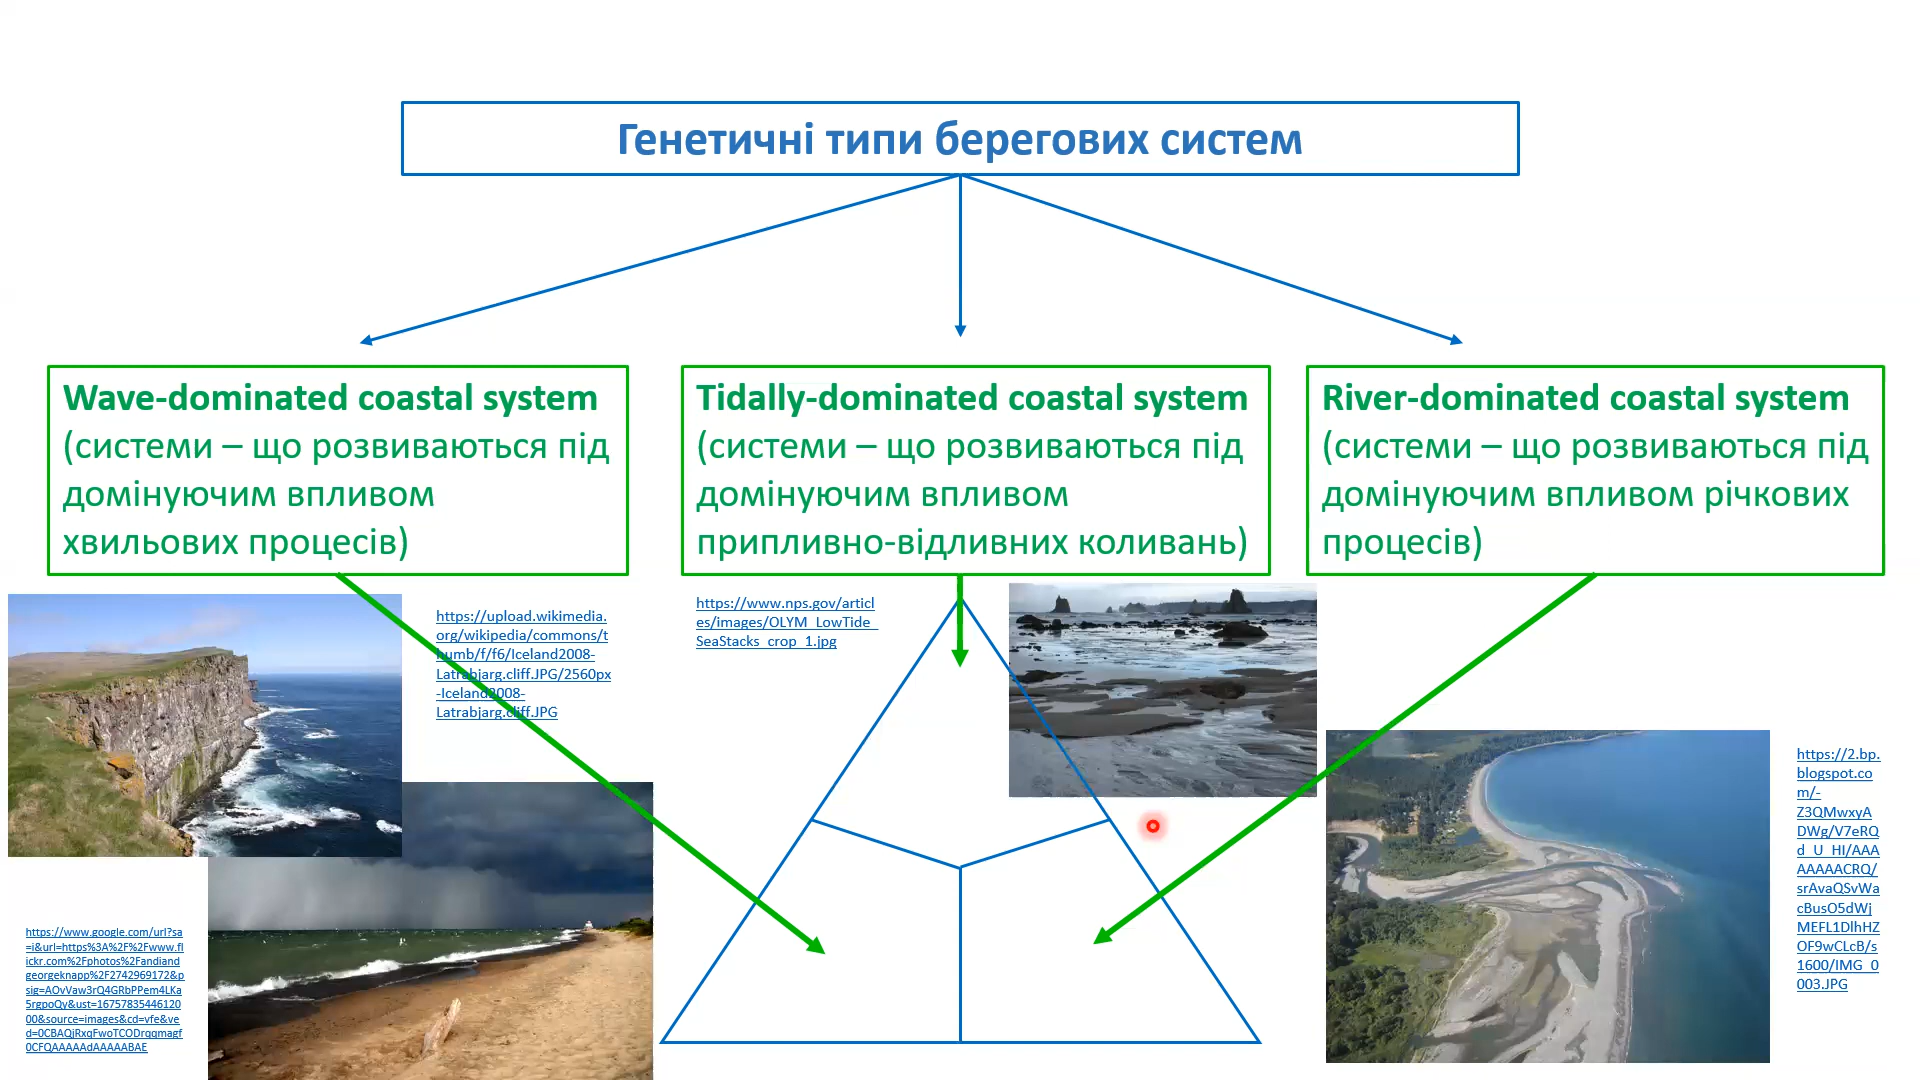 Генетичні типи берегових систем
Wave-dominated coastal system
(системи – що розвиваються під
домінуючим впливом
хвильових процесів)
Tidally-dominated coastal system
(системи – що розвиваються під
домінуючим впливом
припливно-відливних коливань)
River-dominated coastal system
(системи – що розвиваються під
домінуючим впливом річкових
процесів)
https://upload.wikimedia.
org/wikipedia/commons/t
humb/f/f6/Iceland2008-
Latrabjarg.cliff.JPG/2560px
-Iceland2008-
Latrabjarg.cliff.JPG
https://www.nps.gov/articl
es/images/OLYM_LowTide_
SeaStacks_crop_1.jpg
https://2.bp.
blogspot.co
m/-
Z3QMwxyA
DWg/V7eRQ
d_U_HI/AAA
AAAAACRQ/
srAvaQSvWa
cBusO5dWj
MEFL1DlhHZ
OF9wCLcB/s
1600/IMG_0
003.JPG
https://www.google.com/url?sa
=i&url=https%3A%2F%2Fwww.fl
ickr.com%2Fphotos%2Fandiand
georgeknapp%2F2742969172&p
sig=AOvVaw3rQ4GRbPPem4LKa
5rgpoQy&ust=16757835446120
00&source=images&cd=vfe&ve
d=0CBAQjRxqFwoTCODrqqmagf
0CFQAAAAAdAAAAABAE